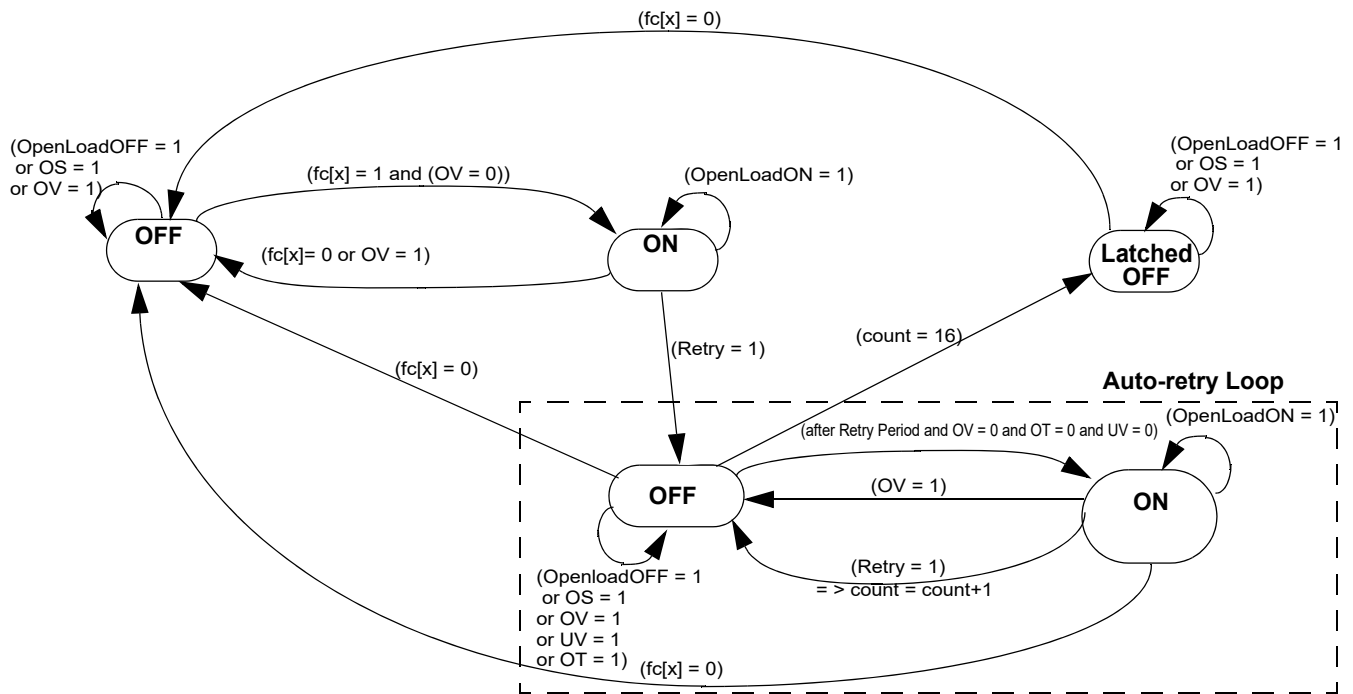 (fc[x] = 0)
(OpenLoadOFF = 1
or OS = 1
or OV = 1)
(fc[x] = 1 and (OV = 0))
(OpenLoadON = 1)
(OpenLoadOFF = 1
or OS = 1
or OV = 1)
OFF
ON
Latched
OFF
(fc[x]= 0 or OV = 1)
(Retry = 1)
(count = 16)
(fc[x] = 0)
Auto-retry Loop
(OpenLoadON = 1)
(after Retry Period and OV = 0 and OT = 0 and UV = 0)
OFF
(OV = 1)
ON
(Retry = 1)
= > count = count+1
(OpenloadOFF = 1
or OS = 1
or OV = 1
or UV = 1
or OT = 1)
(fc[x] = 0)